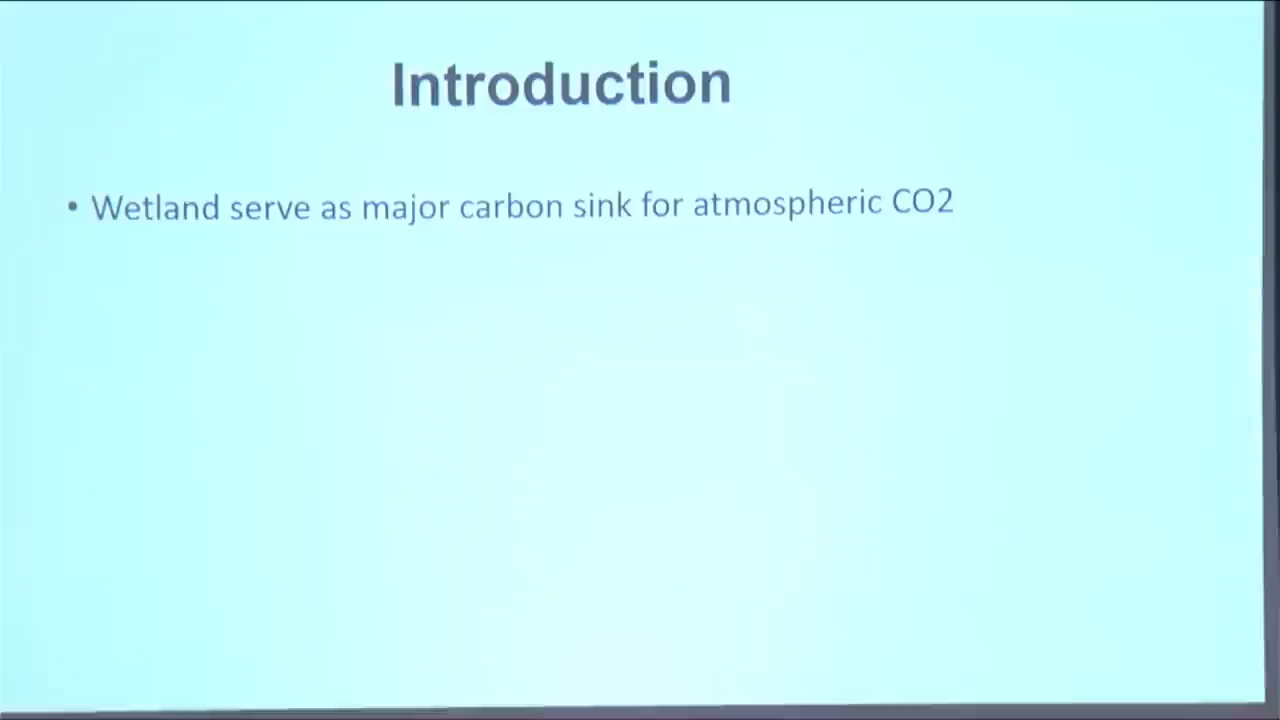 Introduction
• Wetland serve as major carbon sink for atmospheric CO2